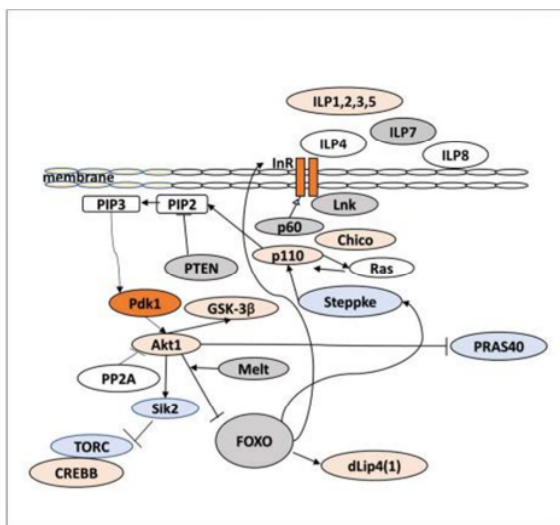 ILP1,2,3,5
ILP7
ILP4
ILP8
InR
membrane
Lnk
PIP3
PIP2
p60
Chico
p110
Ras
PTEN
Steppke
Pdk1
GSK-3β
Akt1
PRAS40
PP2A
Melt
Sik2
FOXO
TORC
dLip4(1)
CREBB